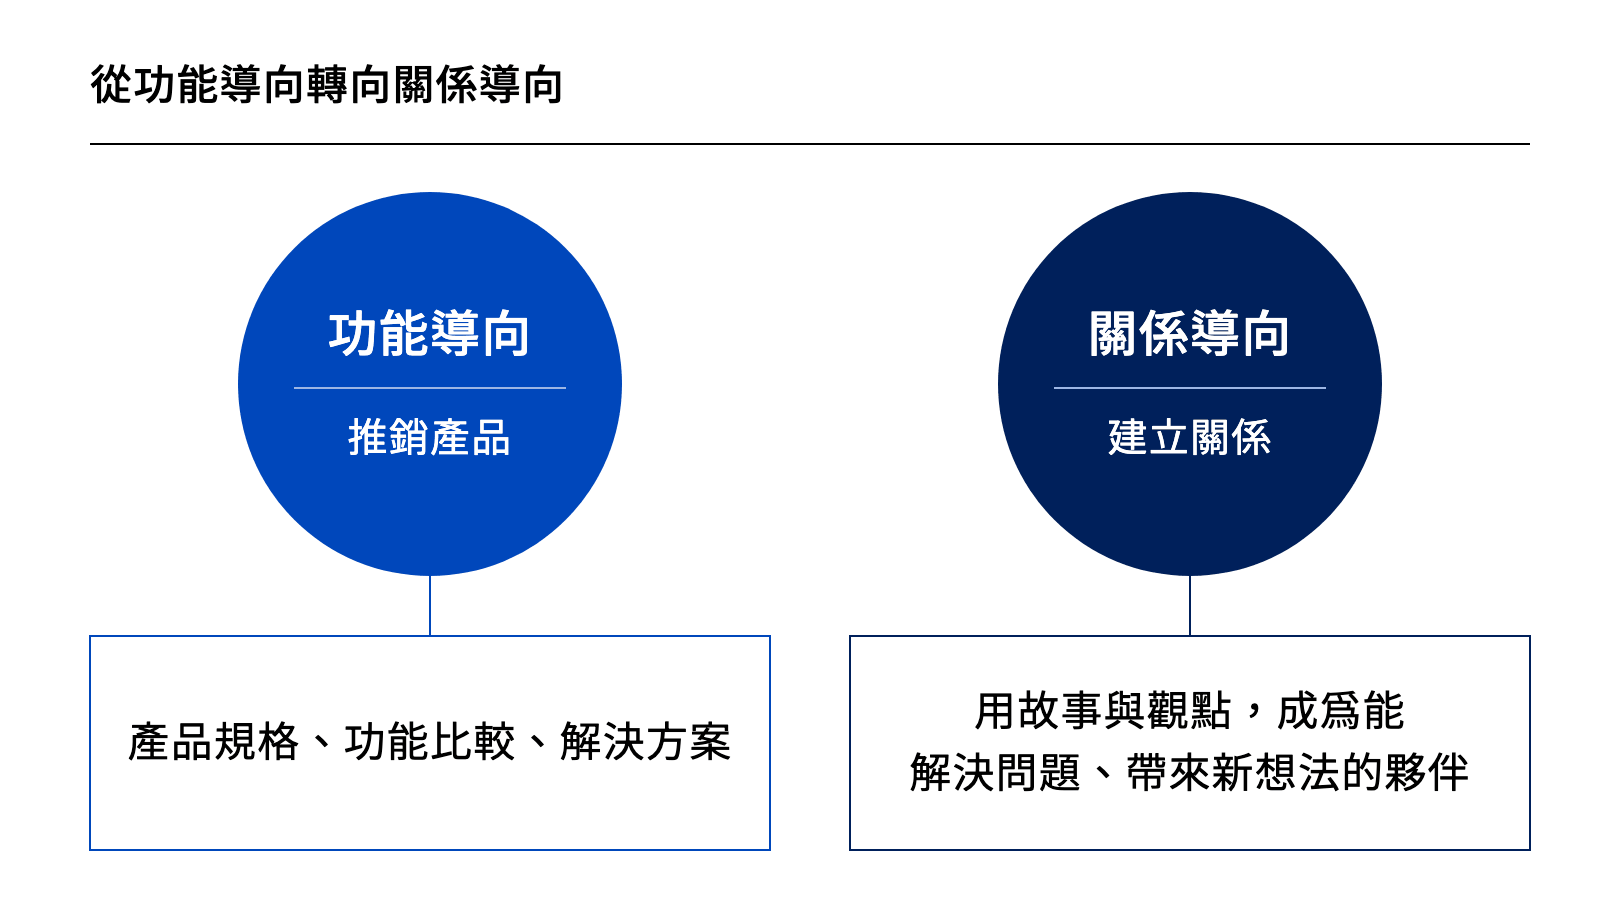 從功能導向轉向關係導向
功能導向
推銷產品
產品規格、功能比較、解決方案
關係導向
建立關係
用故事與觀點，成爲能
解決問題、帶來新想法的夥伴